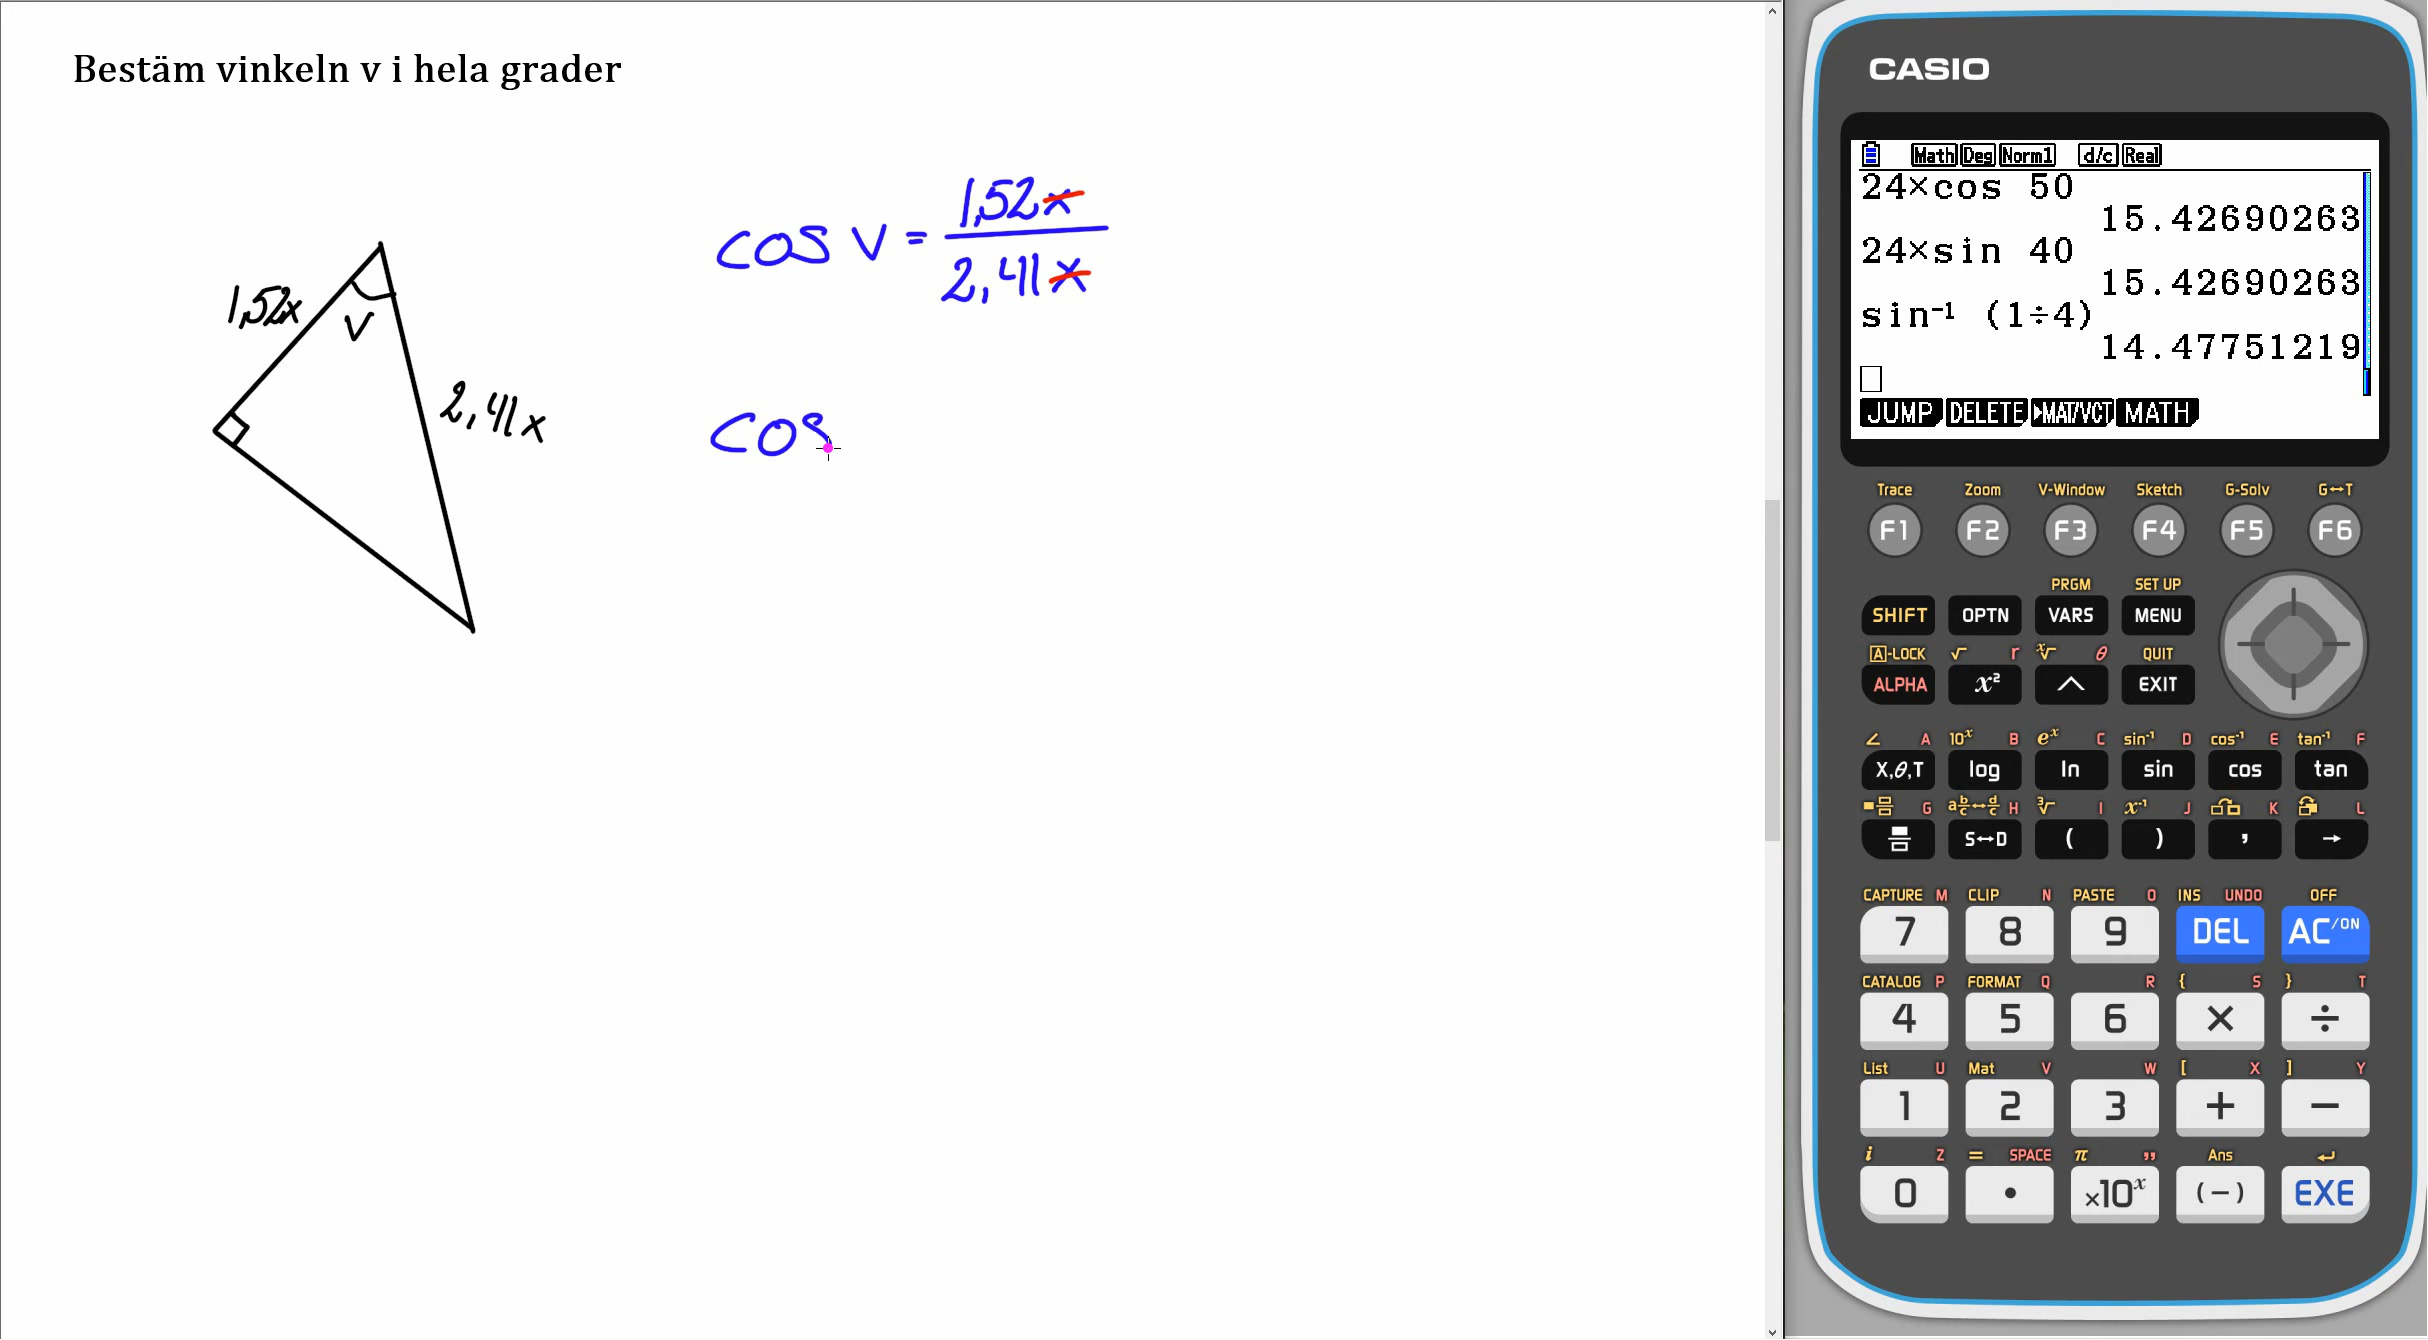 Bestäm vinkeln v i hela grader
1,52x
v
2,41x
cos v = 1,52x / 2,41x
cos
CASIO
Math Deg Norm1 d/c Real
24×cos 50
15.42690263
24×sin 40
15.42690263
sin⁻¹ (1÷4)
14.47751219
JUMP DELETE ▸MAT/VCT MATH
Trace Zoom V-Window Sketch G-Solv G↔T
F1 F2 F3 F4 F5 F6
PRGM SET UP
SHIFT OPTN VARS MENU
A-LOCK √ r ˣ√ θ QUIT
ALPHA x² ^ EXIT
∠ A 10ˣ B eˣ C sin⁻¹ D cos⁻¹ E tan⁻¹ F
X,θ,T log ln sin cos tan
G a b/c↔d/c H ³√ I x⁻¹ J K L
S↔D ( ) , →
CAPTURE M CLIP N PASTE O INS UNDO OFF
7 8 9 DEL AC/ON
CATALOG P FORMAT Q R { S } T
4 5 6 × ÷
List U Mat V W [ X ] Y
1 2 3 + −
i Z = SPACE π " Ans ↵
0 • ×10ˣ (−) EXE